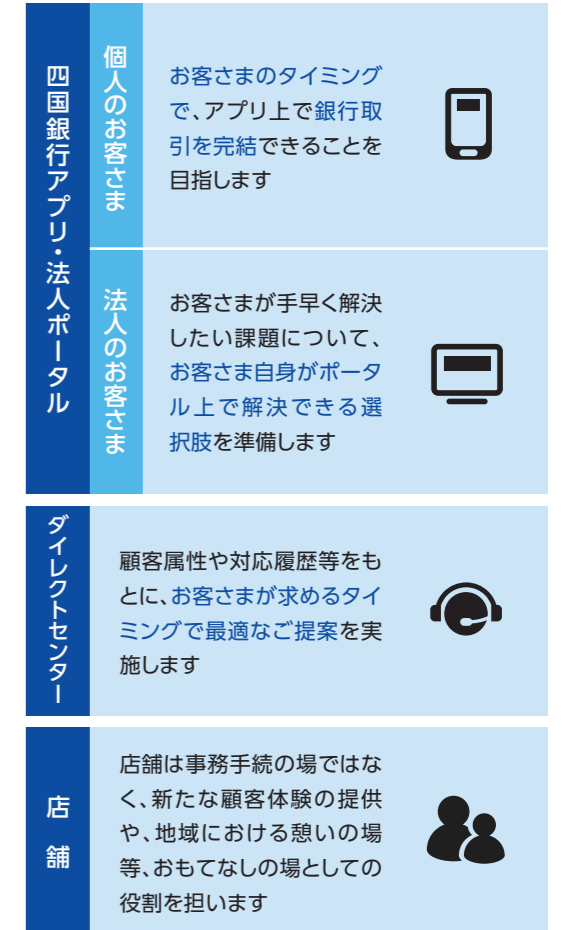 四国銀行アプリ・法人ポータル
個人のお客さま
お客さまのタイミング
で、アプリ上で銀行取
引を完結できることを
目指します
法人のお客さま
お客さまが手早く解決
したい課題について、
お客さま自身がポータ
ル上で解決できる選
択肢を準備します
ダイレクトセンター
顧客属性や対応履歴等をも
とに、お客さまが求めるタイ
ミングで最適なご提案を実
施します
店舗
店舗は事務手続の場ではな
く、新たな顧客体験の提供
や、地域における憩いの場
等、おもてなしの場としての
役割を担います